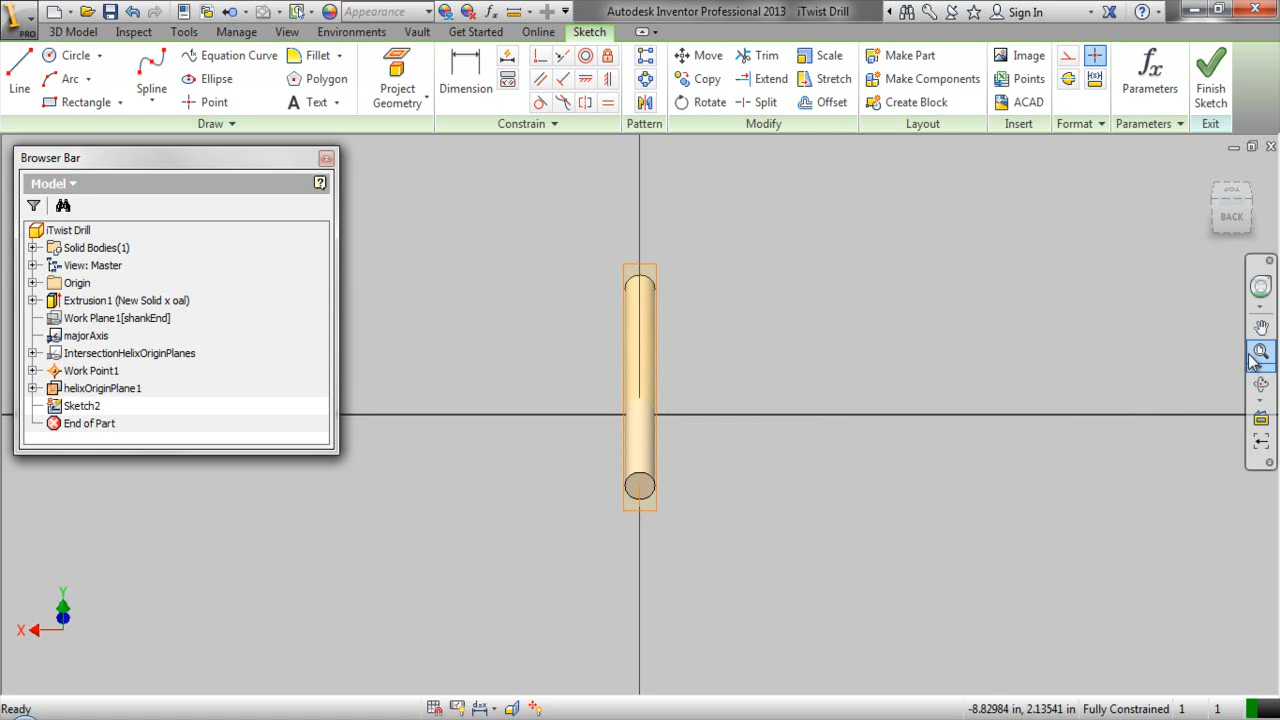 Appearance
Autodesk Inventor Professional 2013 iTwist Drill
Sign In
PRO
3D Model Inspect Tools Manage View Environments Vault Get Started Online Sketch
Line
Circle
Arc
Rectangle
Spline
Equation Curve
Ellipse
Point
Fillet
Polygon
Text
Project Geometry
Dimension
Move
Copy
Rotate
Trim
Extend
Split
Scale
Stretch
Offset
Make Part
Make Components
Create Block
Image
Points
ACAD
Parameters
Finish Sketch
Draw Constrain Pattern Modify Layout Insert Format Parameters Exit
Browser Bar
Model
iTwist Drill
Solid Bodies(1)
View: Master
Origin
Extrusion1 (New Solid x oal)
Work Plane1[shankEnd]
majorAxis
IntersectionHelixOriginPlanes
Work Point1
helixOriginPlane1
Sketch2
End of Part
TOP
BACK
Y
X
Ready
-8.82984 in, 2.13541 in Fully Constrained 1 1